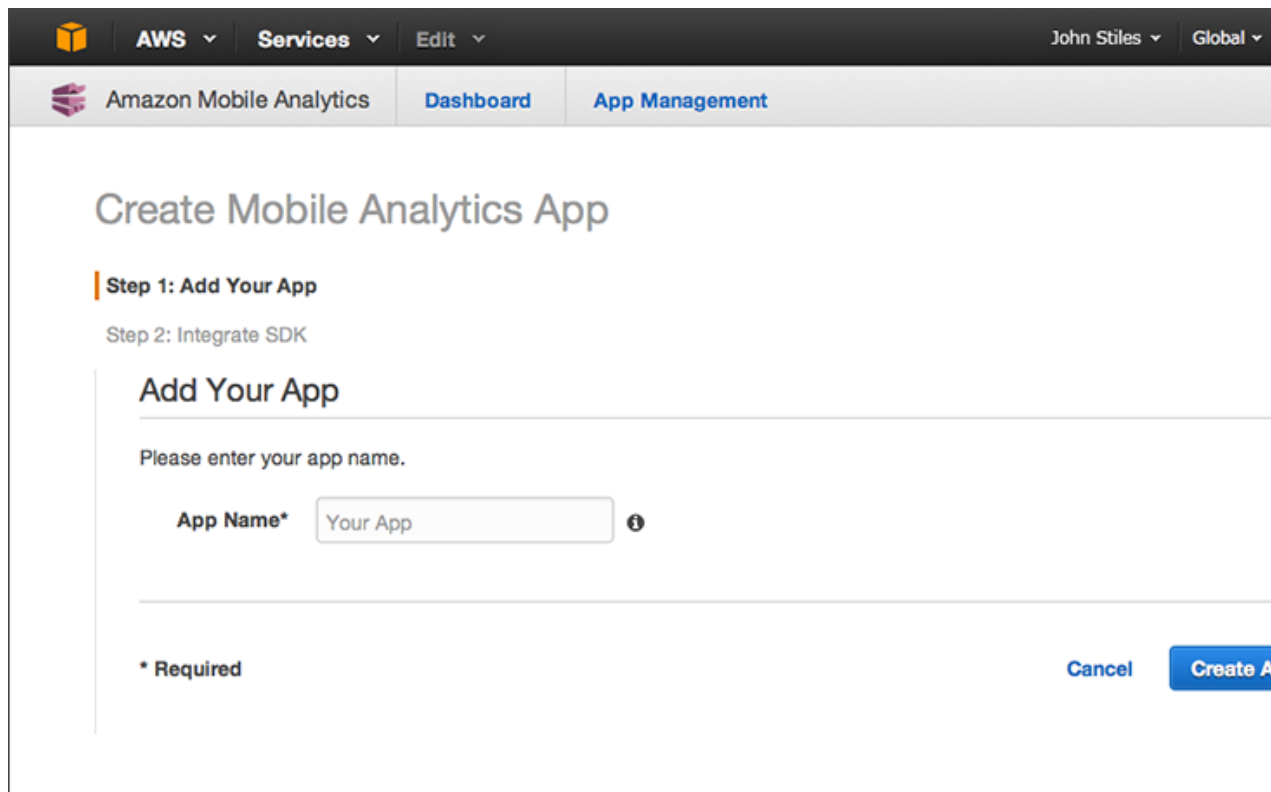 AWS Services Edit John Stiles Global
Amazon Mobile Analytics Dashboard App Management
Create Mobile Analytics App
Step 1: Add Your App
Step 2: Integrate SDK
Add Your App
Please enter your app name.
App Name* Your App
* Required Cancel Create A